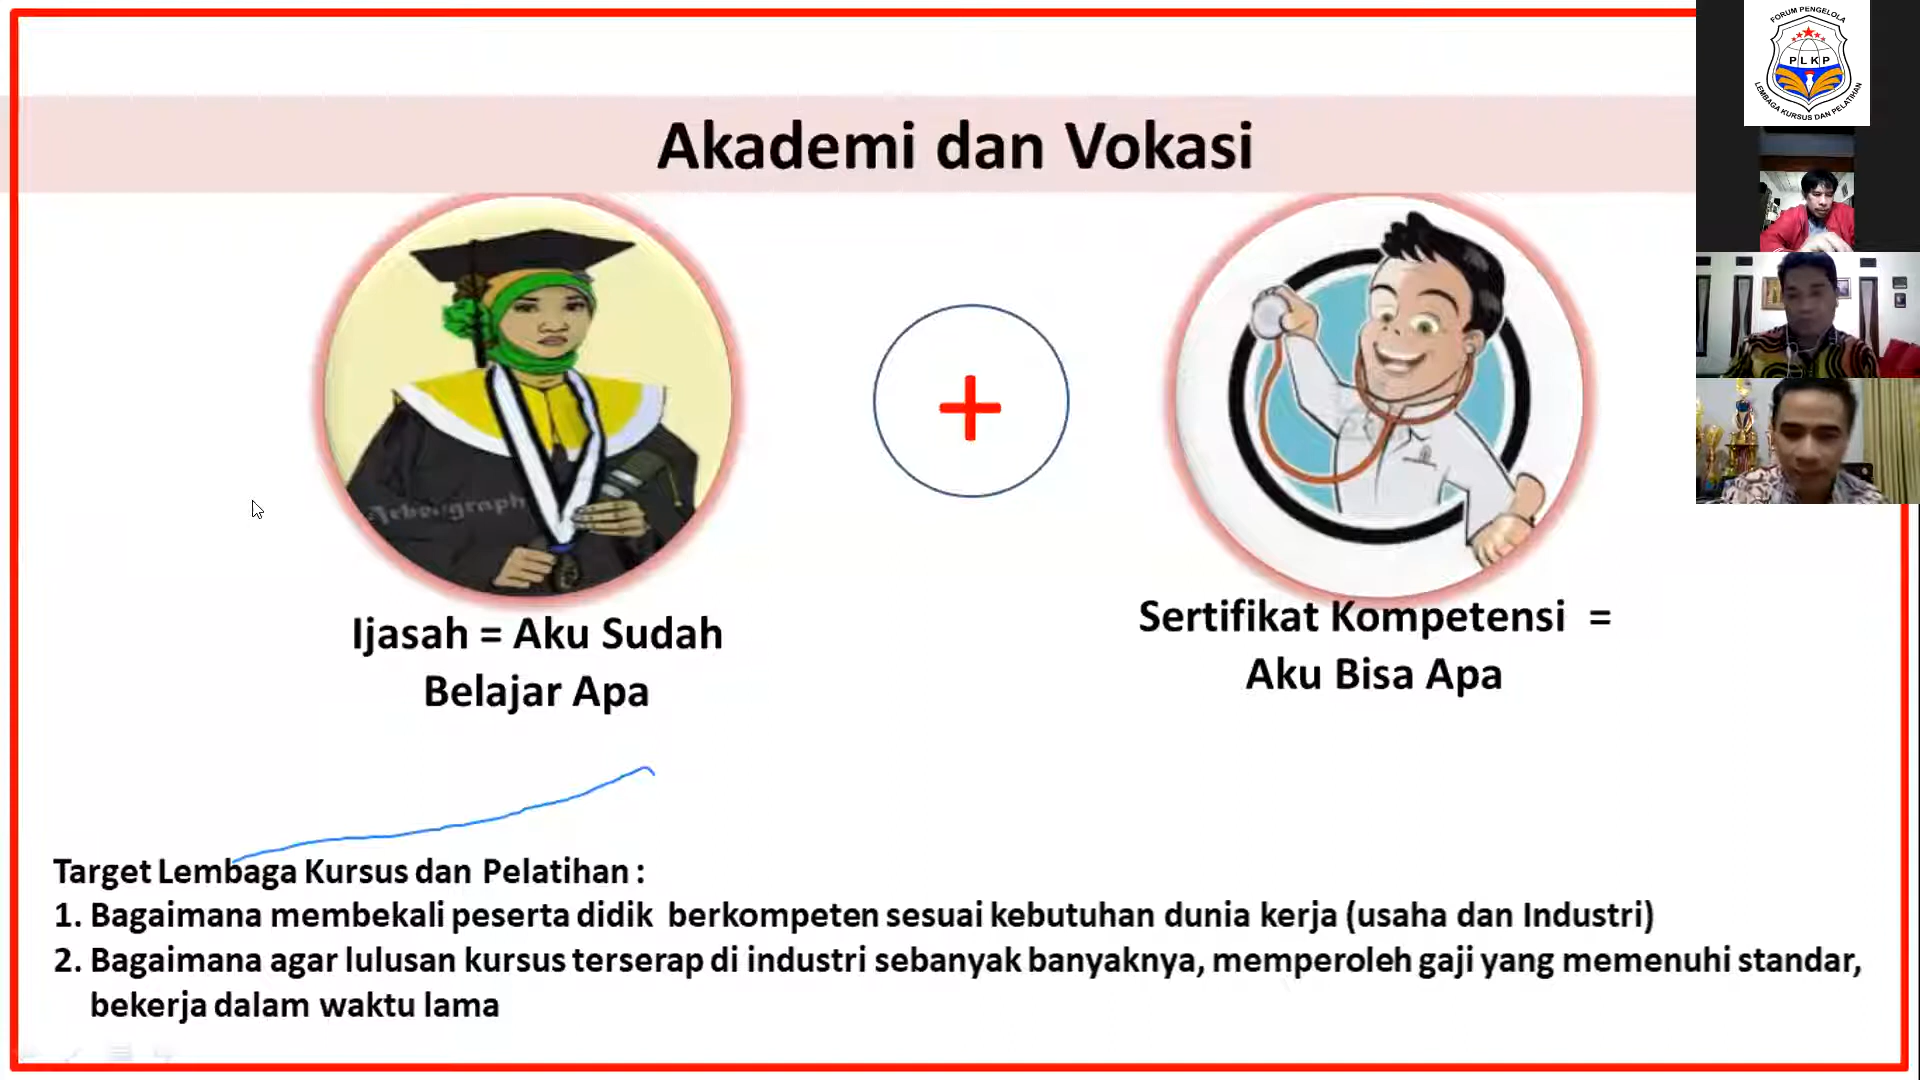 Akademi dan Vokasi
FORUM PENGELOLA
PLKP
LEMBAGA KURSUS DAN PELATIHAN
Ijasah = Aku Sudah
Belajar Apa
Sertifikat Kompetensi =
Aku Bisa Apa
Target Lembaga Kursus dan Pelatihan :
1. Bagaimana membekali peserta didik berkompeten sesuai kebutuhan dunia kerja (usaha dan Industri)
2. Bagaimana agar lulusan kursus terserap di industri sebanyak banyaknya, memperoleh gaji yang memenuhi standar,
bekerja dalam waktu lama